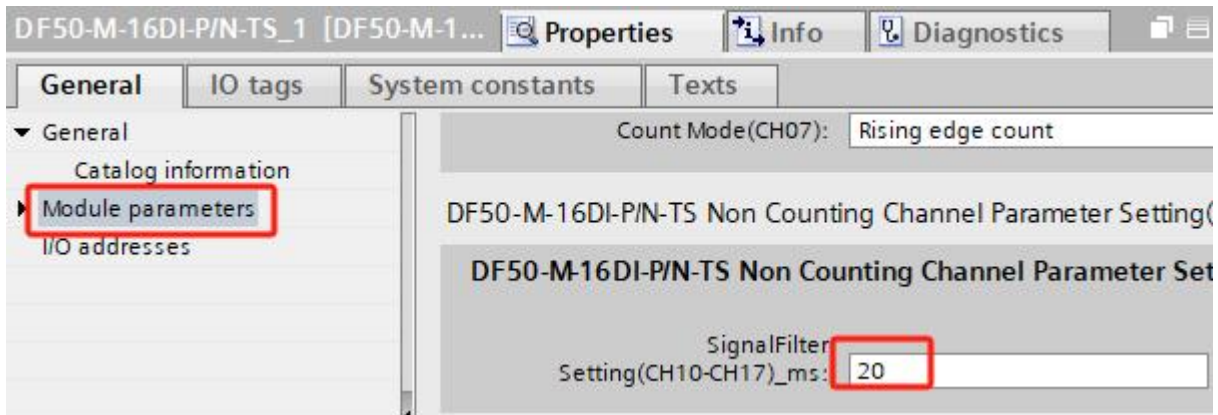 DF50-M-16DI-P/N-TS_1 [DF50-M-1... Properties Info Diagnostics
General IO tags System constants Texts
General
Catalog information
Module parameters
I/O addresses
Count Mode(CH07): Rising edge count
DF50-M-16DI-P/N-TS Non Counting Channel Parameter Setting(
DF50-M-16DI-P/N-TS Non Counting Channel Parameter Set
SignalFilter
Setting(CH10-CH17)_ms: 20